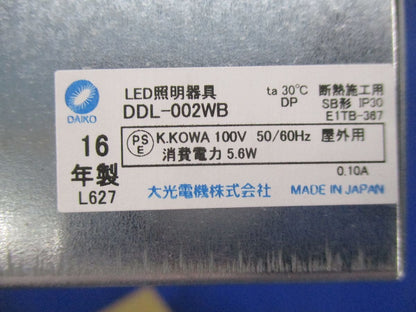 DAIKO
LED照明器具
DDL-002WB
ta 30℃ 断熱施工用
DP SB形 IP30
E1TB-367
16
年製
L627
PS
E
K.KOWA 100V 50/60Hz 屋外用
消費電力 5.6W
0.10A
大光電機株式会社 MADE IN JAPAN